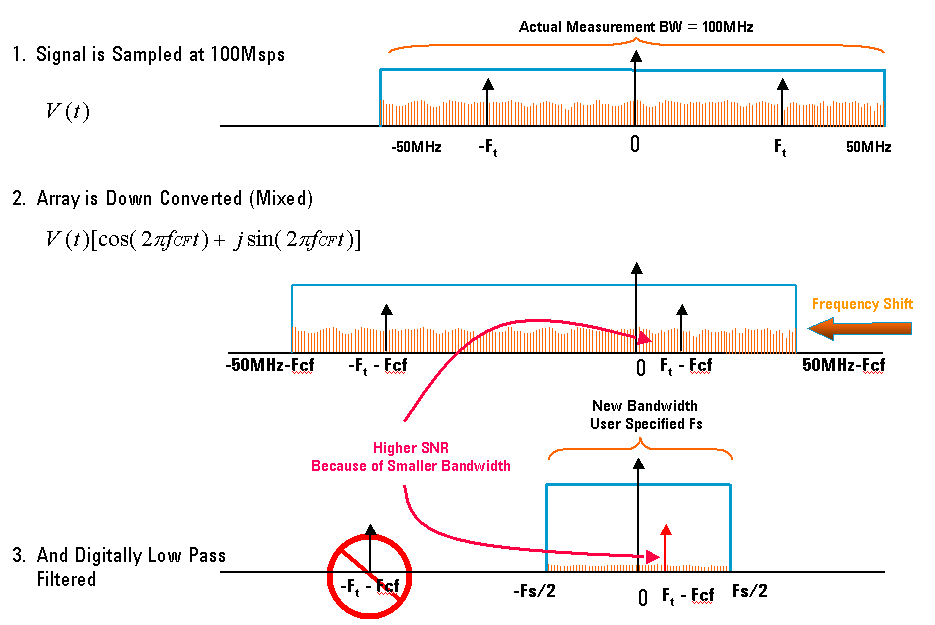 Actual Measurement BW = 100MHz
1. Signal is Sampled at 100Msps
V(t)
-50MHz -Fₜ 0 Fₜ 50MHz
2. Array is Down Converted (Mixed)
V(t)[cos( 2πf_CF t) + j sin( 2πf_CF t)]
Frequency Shift
-50MHz-Fcf -Fₜ - Fcf 0 Fₜ - Fcf 50MHz-Fcf
New Bandwidth
User Specified Fs
Higher SNR
Because of Smaller Bandwidth
3. And Digitally Low Pass
Filtered
-Fₜ - Fcf -Fs/2 0 Fₜ - Fcf Fs/2